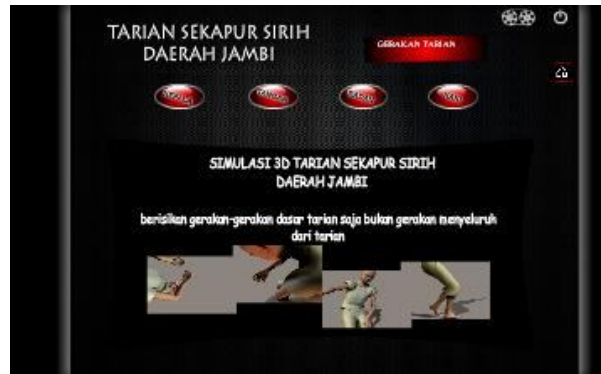 TARIAN SEKAPUR SIRIH
DAERAH JAMBI
GERAKAN TARIAN
SIMULASI 3D TARIAN SEKAPUR SIRIH
DAERAH JAMBI
berisikan gerakan-gerakan dasar tarian saja bukan gerakan menyeluruh
dari tarian